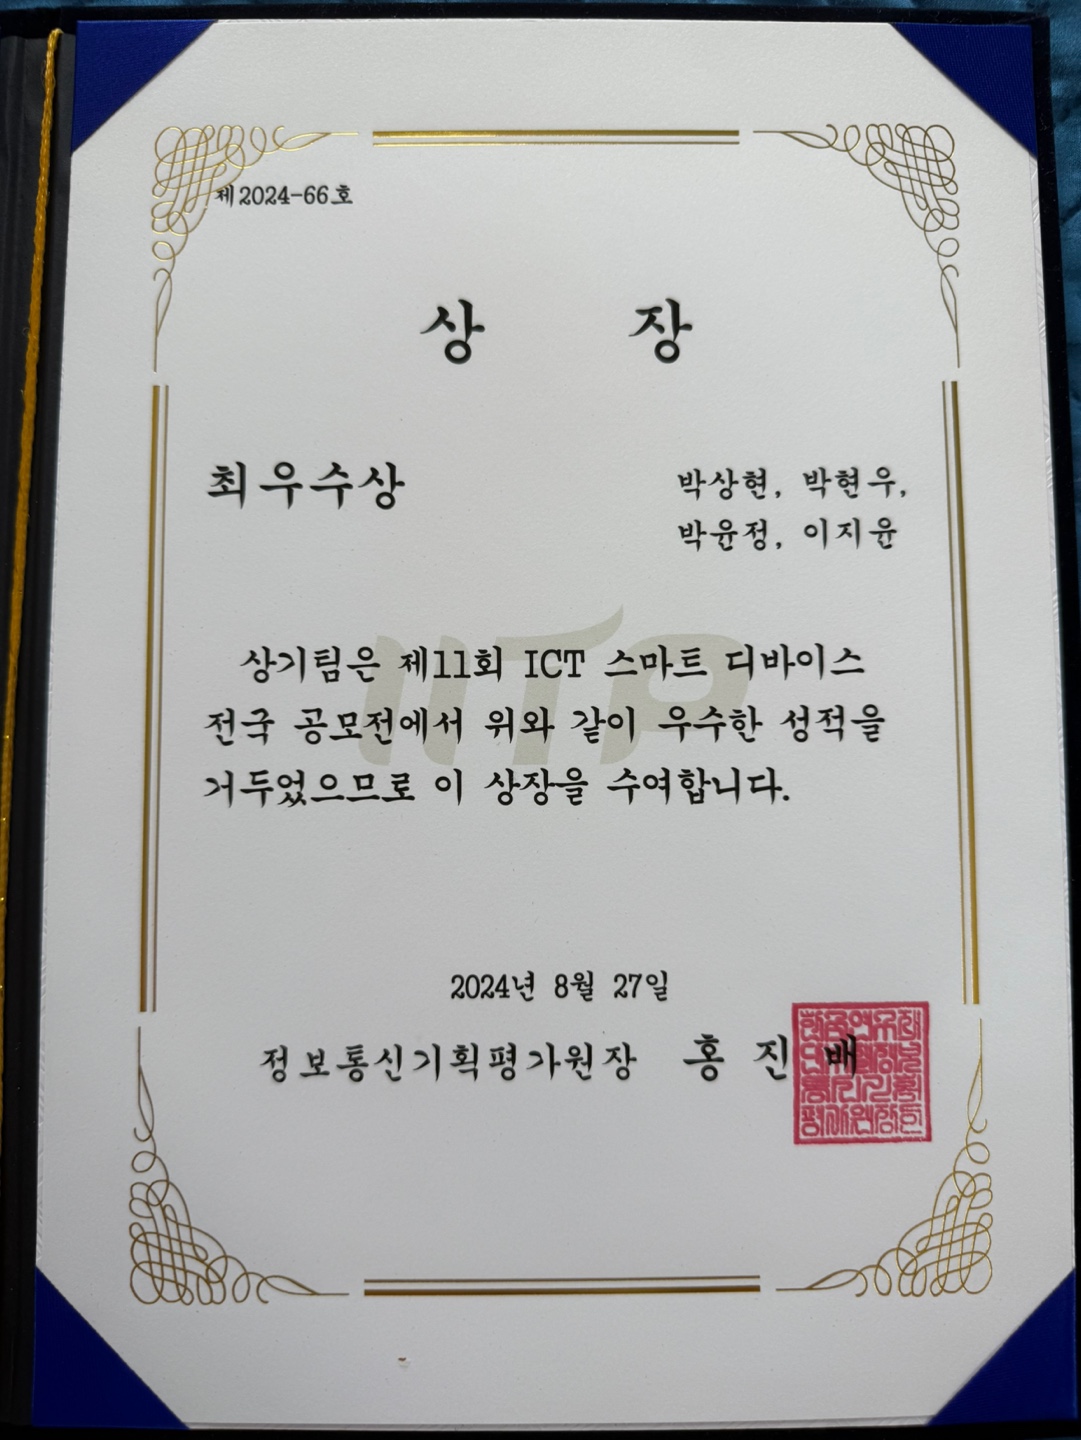 제2024-66호
상 장
최우수상
박상현, 박현우,
박윤정, 이지윤
IITP
상기팀은 제11회 ICT 스마트 디바이스
전국 공모전에서 위와 같이 우수한 성적을
거두었으므로 이 상장을 수여합니다.
2024년 8월 27일
정보통신기획평가원장 홍 진 배